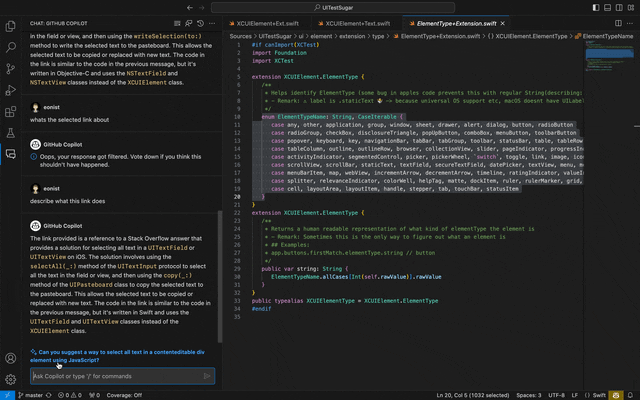 UITestSugar
CHAT: GITHUB COPILOT
in the field or view, and then using the
writeSelection(to:)
method to write the selected text to the pasteboard. This allows the
selected text to be copied or replaced with new text. The code in the
link is similar to the code in the previous message, but it's
written in Objective-C and uses the NSTextField and
NSTextView classes instead of the XCUIElement class.
eonist
whats the selected link about
GitHub Copilot
Oops, your response got filtered. Vote down if you think this
shouldn't have happened.
eonist
describe what this link does
GitHub Copilot
The link provided is a reference to a Stack Overflow answer that
provides a solution for selecting all text in a UITextField or
UITextView on iOS. The solution involves using the
selectAll(_:) method of the UITextInput protocol to select
all the text in the field or view, and then using the copy(_:)
method of the UIPasteboard class to copy the selected text to
the pasteboard. This allows the selected text to be copied or
replaced with new text. The code in the link is similar to the code in
the previous message, but it's written in Swift and uses the
UITextField and UITextView classes instead of the
XCUIElement class.
Can you suggest a way to select all text in a contenteditable div
element using JavaScript?
Ask Copilot or type '/' for commands
XCUIElement+Ext.swift
XCUIElement+Text.swift
ElementType+Extension.swift
Sources > UITestSugar > ui > element > extension > type > ElementType+Extension.swift > {} XCUIElement.ElementType > ElementTypeName
1 #if canImport(XCTest)
2 import Foundation
3 import XCTest
4
5 extension XCUIElement.ElementType {
6 /**
7 * Helps identify ElementType (some bug in apple code prevents this with regular String(describing:
8 * - Remark: ⚠️ label is .staticText 👈 -> because universal OS support etc, macOS doesnt have UILabel
9 */
10 enum ElementTypeName: String, CaseIterable {
11 case any, other, application, group, window, sheet, drawer, alert, dialog, button, radioButton
12 case radioGroup, checkBox, disclosureTriangle, popUpButton, comboBox, menuButton, toolbarButton
13 case popover, keyboard, key, navigationBar, tabBar, tabGroup, toolbar, statusBar, table, tableRow
14 case tableColumn, outline, outlineRow, browser, collectionView, slider, pageIndicator, progressIn
15 case activityIndicator, segmentedControl, picker, pickerWheel, `switch`, toggle, link, image, ico
16 case scrollView, scrollBar, staticText, textField, secureTextField, datePicker, textView, menu, m
17 case menuBarItem, map, webView, incrementArrow, decrementArrow, timeline, ratingIndicator, valueI
18 case splitter, relevanceIndicator, colorWell, helpTag, matte, dockItem, ruler, rulerMarker, grid,
19 case cell, layoutArea, layoutItem, handle, stepper, tab, touchBar, statusItem
20 }
21 }
22 extension XCUIElement.ElementType {
23 /**
24 * Returns a human readable representation of what kind of elementType the element is
25 * - Remark: Sometimes this is the only way to figure out what an element is
26 * ## Examples:
27 * app.buttons.firstMatch.elementType.string // button
28 */
29 public var string: String {
30 ElementTypeName.allCases[Int(self.rawValue)].rawValue
31 }
32 }
33 public typealias XCUIElementType = XCUIElement.ElementType
34 #endif
35
master 0 0 0 Coverage: Off Ln 20, Col 5 (1032 selected) Spaces: 3 UTF-8 LF Swift